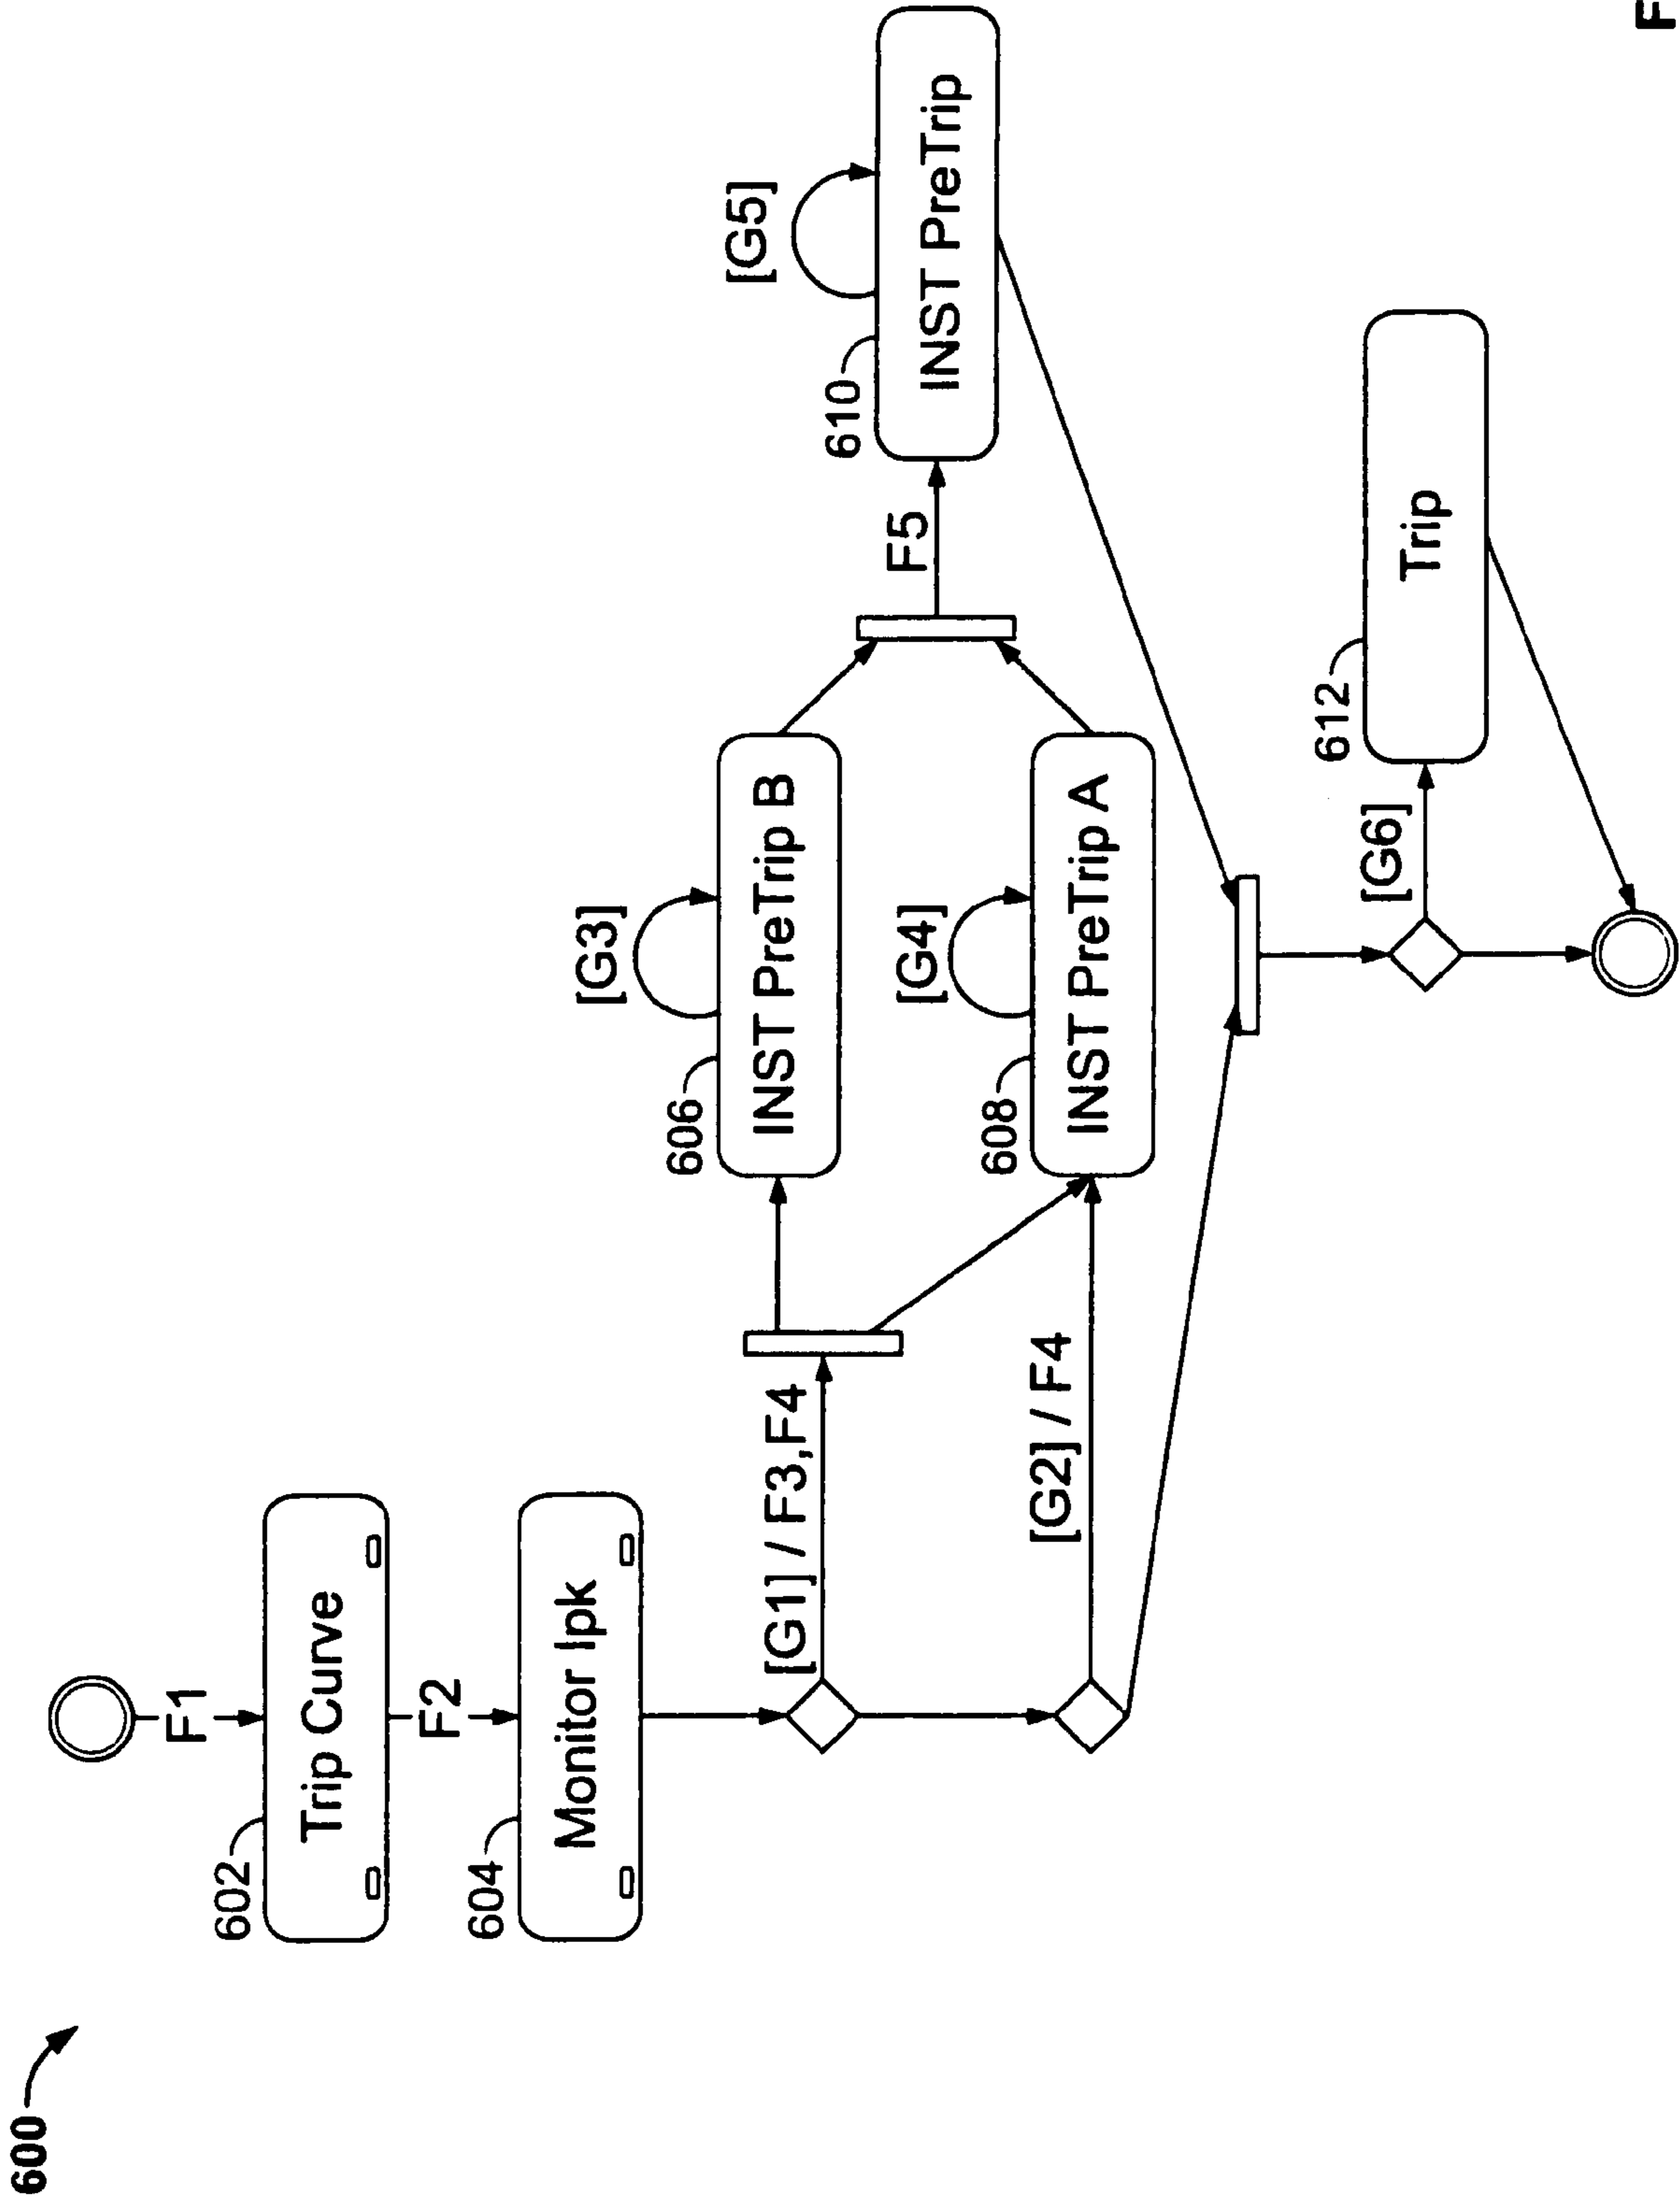 600
F1
602
Trip Curve
F2
604
Monitor Ipk
[G1] / F3,F4
606
[G3]
INST PreTrip B
[G2] / F4
608
[G4]
INST PreTrip A
F5
610
[G5]
INST PreTrip
[G6]
612
Trip
F